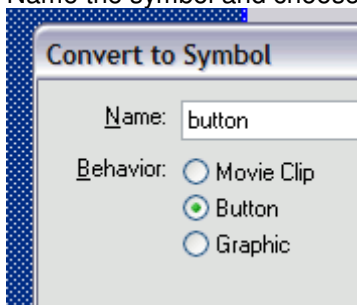 Name the symbol and choose
Convert to Symbol
Name: button
Behavior: Movie Clip
Button
Graphic